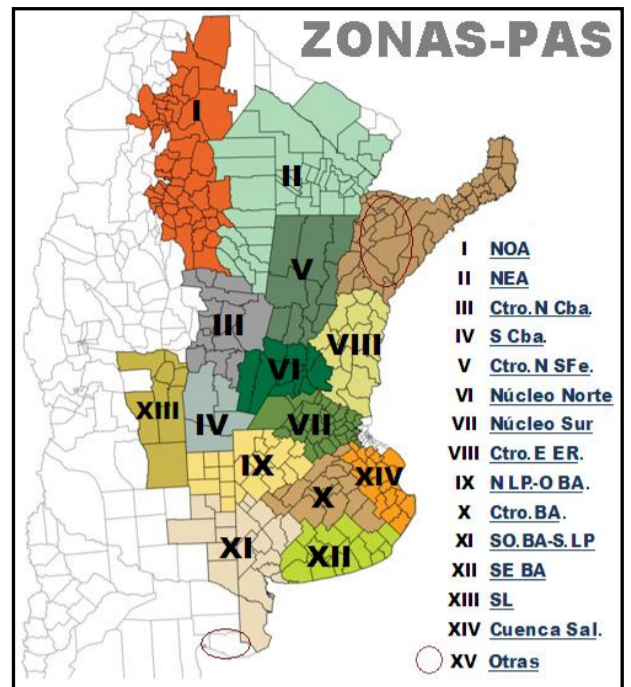 ZONAS-PAS
I
II
V
III
VIII
VI
XIII
IV
VII
IX
XIV
X
XI
XII
I NOA
II NEA
III Ctro.N Cba.
IV S Cba.
V Ctro.N SFe.
VI Núcleo Norte
VII Núcleo Sur
VIII Ctro.E ER.
IX N LP.-O BA.
X Ctro.BA.
XI SO.BA-S.LP
XII SE BA
XIII SL
XIV Cuenca Sal.
XV Otras